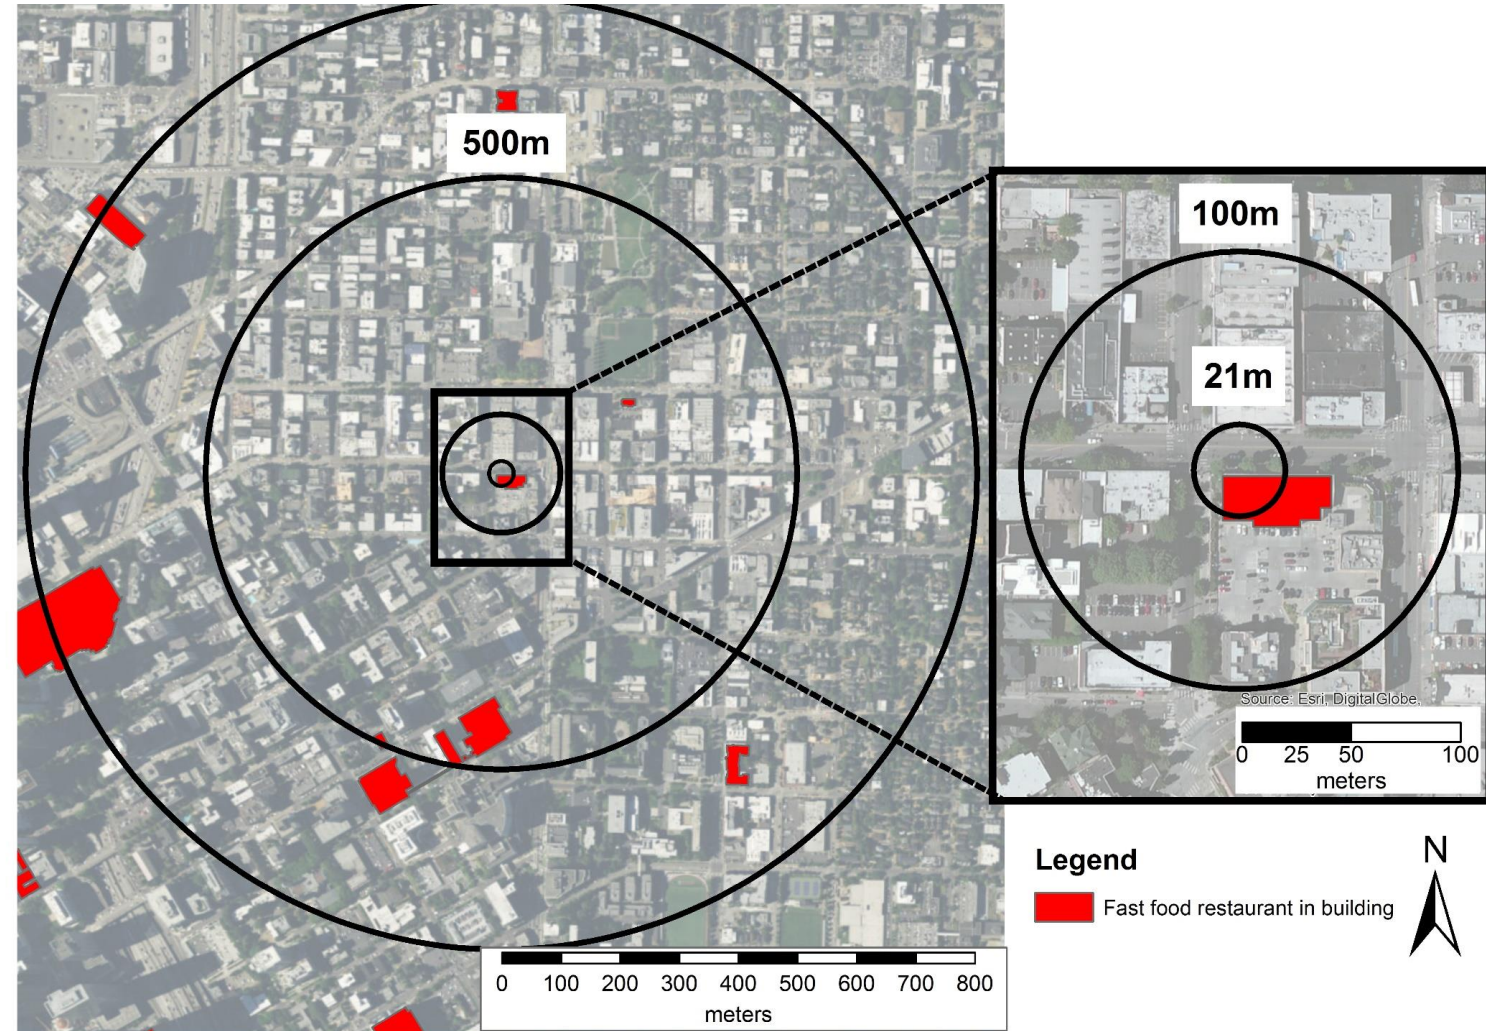 500m
100m
21m
Source: Esri, DigitalGlobe,
0 25 50 100
meters
Legend
Fast food restaurant in building
N
0 100 200 300 400 500 600 700 800
meters